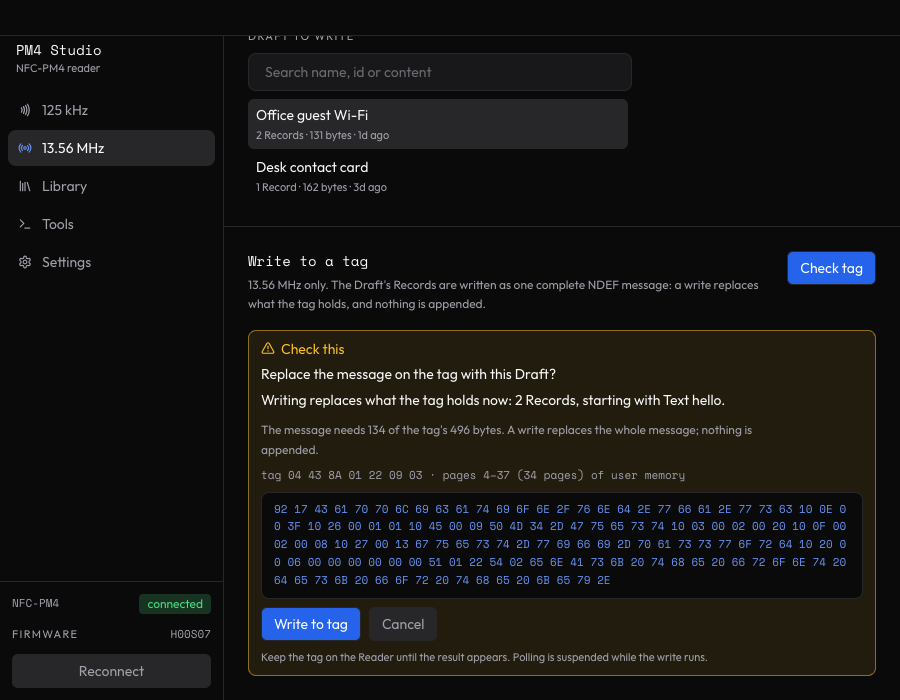 PM4 Studio
NFC-PM4 reader
125 kHz
13.56 MHz
Library
Tools
Settings
NFC-PM4
connected
FIRMWARE
H00S07
Reconnect
DRAFT TO WRITE
Search name, id or content
Office guest Wi-Fi
2 Records · 131 bytes · 1d ago
Desk contact card
1 Record · 162 bytes · 3d ago
Write to a tag
Check tag
13.56 MHz only. The Draft's Records are written as one complete NDEF message: a write replaces
what the tag holds, and nothing is appended.
Check this
Replace the message on the tag with this Draft?
Writing replaces what the tag holds now: 2 Records, starting with Text hello.
The message needs 134 of the tag's 496 bytes. A write replaces the whole message; nothing is
appended.
tag 04 43 8A 01 22 09 03 · pages 4–37 (34 pages) of user memory
92 17 43 61 70 70 6C 69 63 61 74 69 6F 6E 2F 76 6E 64 2E 77 66 61 2E 77 73 63 10 0E 0
0 3F 10 26 00 01 01 10 45 00 09 50 4D 34 2D 47 75 65 73 74 10 03 00 02 00 20 10 0F 00
02 00 08 10 27 00 13 67 75 65 73 74 2D 77 69 66 69 2D 70 61 73 73 77 6F 72 64 10 20 0
0 06 00 00 00 00 00 00 51 01 22 54 02 65 6E 41 73 6B 20 74 68 65 20 66 72 6F 6E 74 20
64 65 73 6B 20 66 6F 72 20 74 68 65 20 6B 65 79 2E
Write to tag
Cancel
Keep the tag on the Reader until the result appears. Polling is suspended while the write runs.